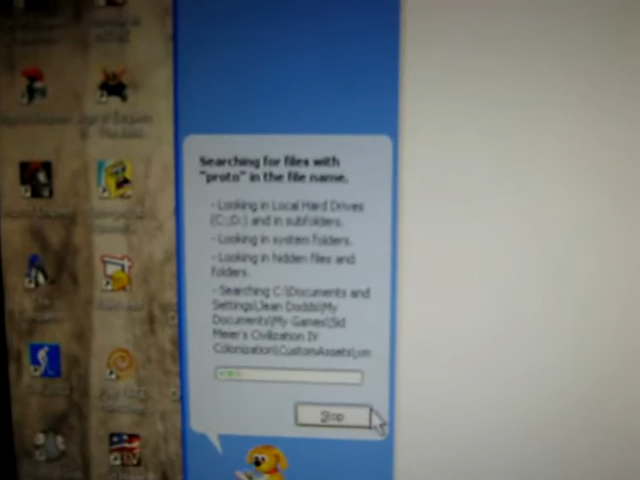 Searching for files with
"proto" in the file name.
- Looking in Local Hard Drives
(C:;D:) and in subfolders.
- Looking in system folders.
- Looking in hidden files and
folders.
- Searching C:\Documents and
Settings\Jean Dodds\My
Documents\My Games\Sid
Meier's Civilization IV
Colonization\CustomAssets\xm
Stop